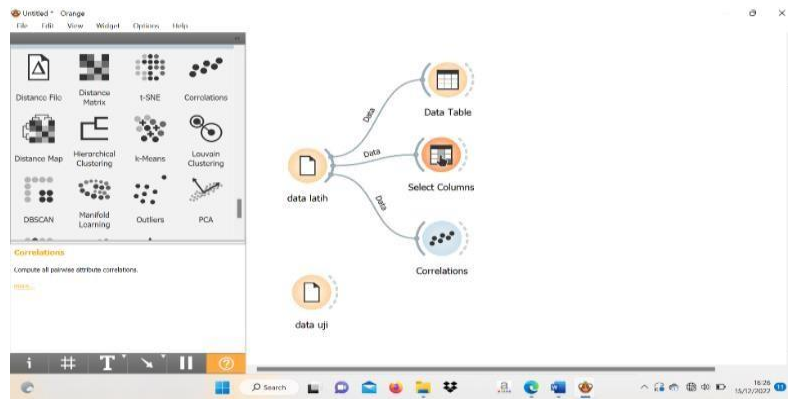 Untitled * Orange
File Edit View Widget Options Help
Distance File
Distance Matrix
t-SNE
Correlations
Distance Map
Hierarchical Clustering
k-Means
Louvain Clustering
DBSCAN
Manifold Learning
Outliers
PCA
Correlations
Compute all pairwise attribute correlations.
more...
Data
Data Table
Data
Select Columns
data latih
Data
Correlations
data uji
Search
16:26
15/12/2022